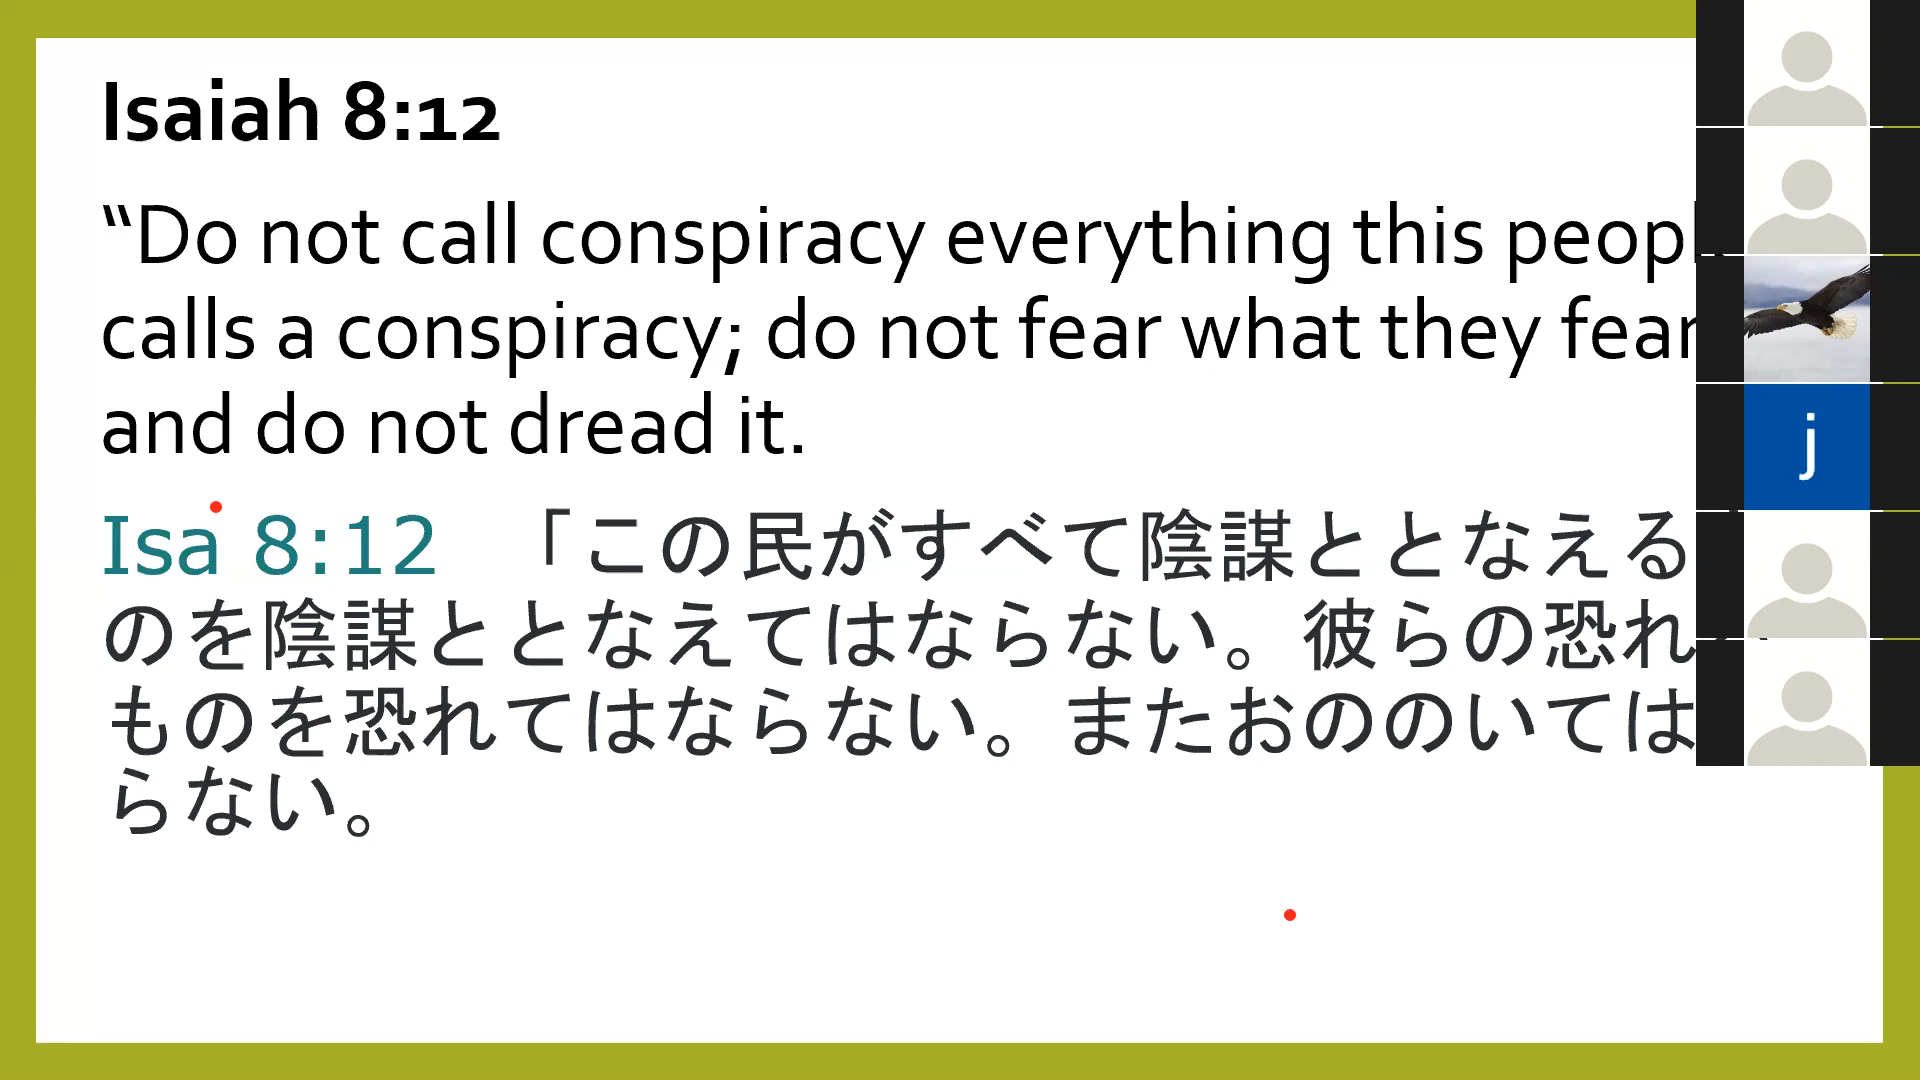 Isaiah 8:12
“Do not call conspiracy everything this
calls a conspiracy; do not fear what they fear
and do not dread it.
Isa 8:12 「この民がすべて陰謀ととなえる
のを陰謀ととなえてはならない。彼らの恐れ
ものを恐れてはならない。またおののいては
らない。
j